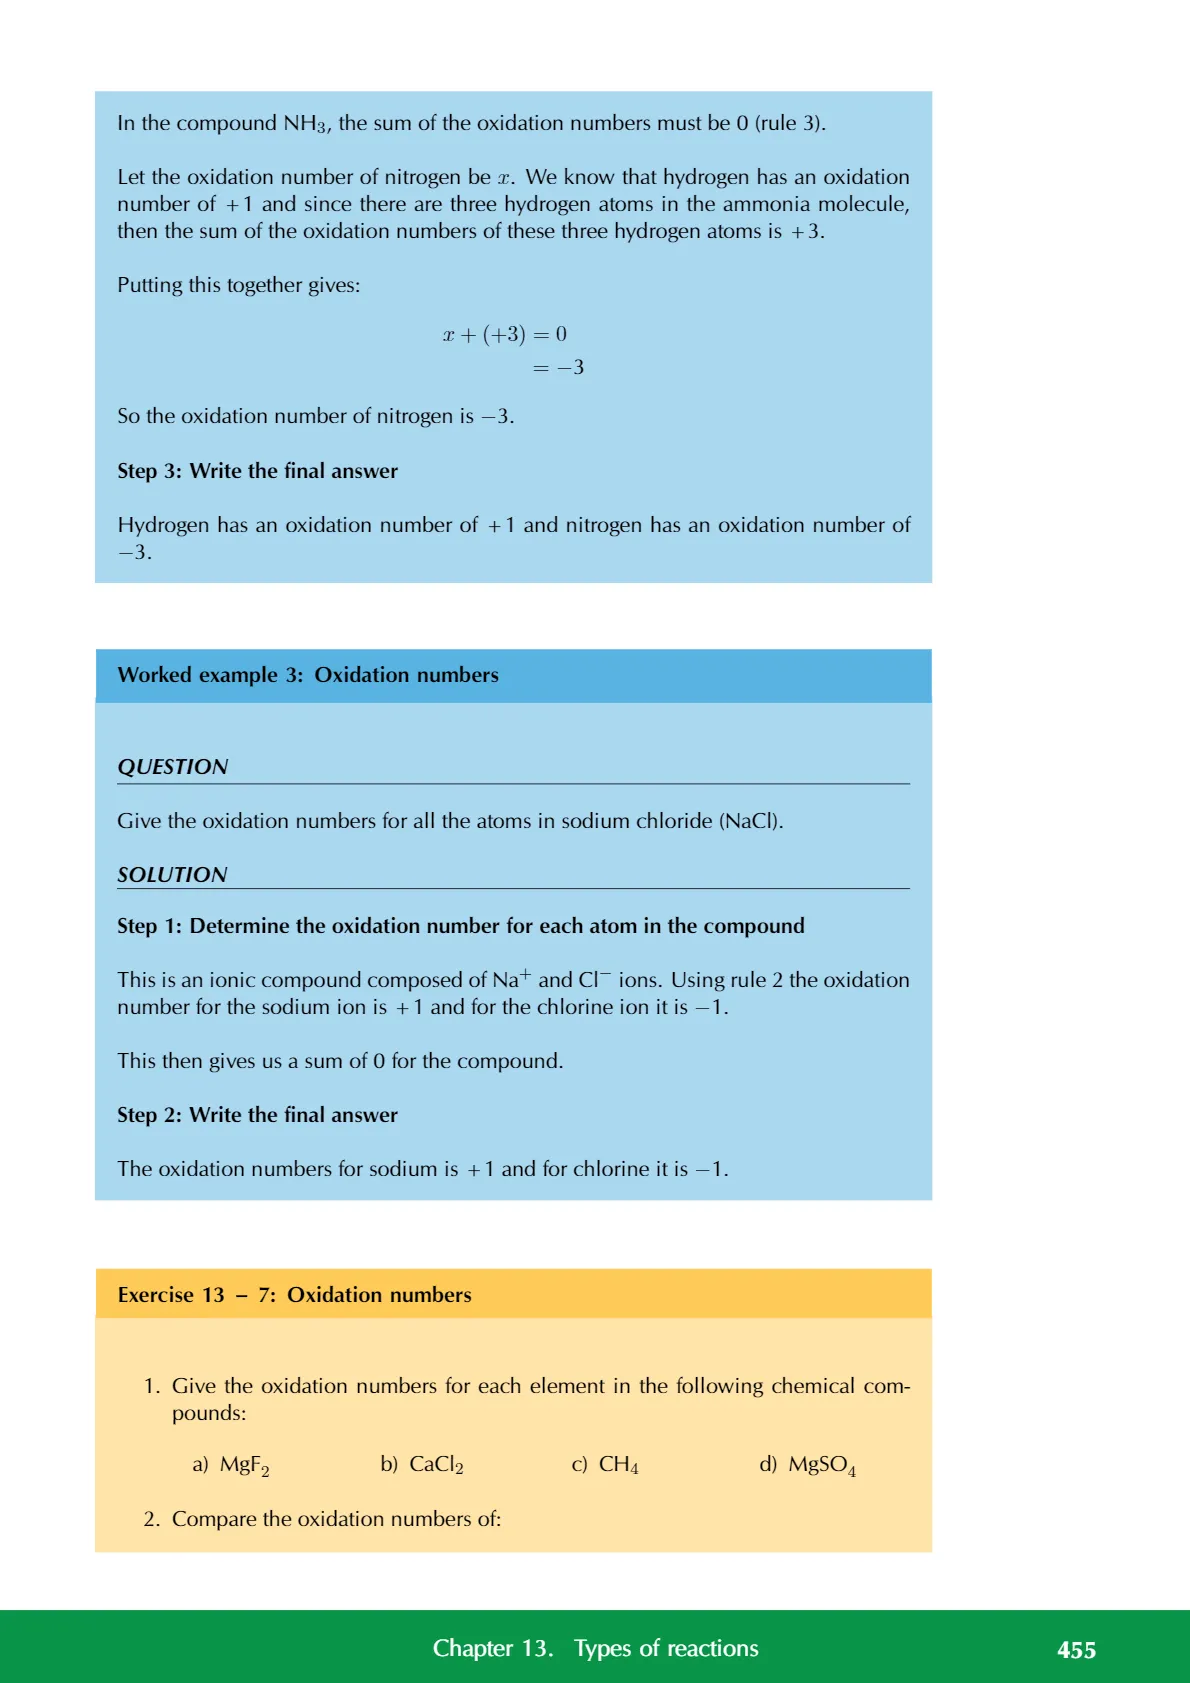 In the compound NH₃, the sum of the oxidation numbers must be 0 (rule 3).
Let the oxidation number of nitrogen be x. We know that hydrogen has an oxidation
number of +1 and since there are three hydrogen atoms in the ammonia molecule,
then the sum of the oxidation numbers of these three hydrogen atoms is +3.
Putting this together gives:
x + (+3) = 0
= −3
So the oxidation number of nitrogen is −3.
Step 3: Write the final answer
Hydrogen has an oxidation number of +1 and nitrogen has an oxidation number of
−3.
Worked example 3: Oxidation numbers
QUESTION
Give the oxidation numbers for all the atoms in sodium chloride (NaCl).
SOLUTION
Step 1: Determine the oxidation number for each atom in the compound
This is an ionic compound composed of Na⁺ and Cl⁻ ions. Using rule 2 the oxidation
number for the sodium ion is +1 and for the chlorine ion it is −1.
This then gives us a sum of 0 for the compound.
Step 2: Write the final answer
The oxidation numbers for sodium is +1 and for chlorine it is −1.
Exercise 13 – 7: Oxidation numbers
1. Give the oxidation numbers for each element in the following chemical com-
pounds:
a) MgF₂ b) CaCl₂ c) CH₄ d) MgSO₄
2. Compare the oxidation numbers of:
Chapter 13. Types of reactions 455